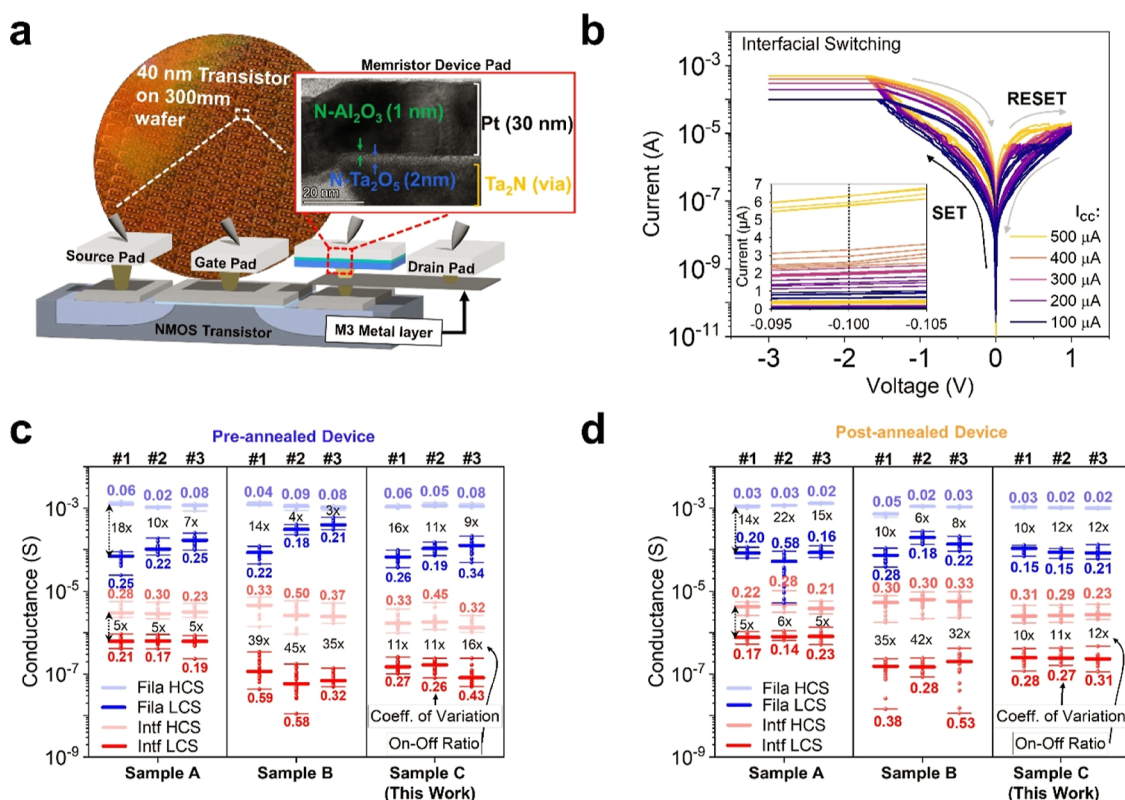 a
40 nm Transistor
on 300mm
wafer
Memristor Device Pad
N-Al2O3 (1 nm)
Pt (30 nm)
N-Ta2O5 (2nm)
Ta2N (via)
20 nm
Source Pad
Gate Pad
Drain Pad
NMOS Transistor
M3 Metal layer
b
Interfacial Switching
RESET
SET
Current (A)
10-3
10-5
10-7
10-9
10-11
-3
-2
-1
0
1
Voltage (V)
Current (µA)
7
6
5
4
3
2
1
0
-0.095
-0.100
-0.105
ICC:
500 µA
400 µA
300 µA
200 µA
100 µA
c
Pre-annealed Device
#1 #2 #3 #1 #2 #3 #1 #2 #3
Conductance (S)
10-3
10-5
10-7
10-9
0.06 0.02 0.08 0.04 0.09 0.08 0.06 0.05 0.08
18x 10x 7x 14x 4x 3x 16x 11x 9x
0.25 0.22 0.25 0.22 0.18 0.21 0.26 0.19 0.34
0.28 0.30 0.23 0.33 0.50 0.37 0.33 0.45 0.32
5x 5x 5x 39x 45x 35x 11x 11x 16x
0.21 0.17 0.19 0.59 0.58 0.32 0.27 0.26 0.43
Fila HCS
Fila LCS
Intf HCS
Intf LCS
Coeff. of Variation
On-Off Ratio
Sample A
Sample B
Sample C
(This Work)
d
Post-annealed Device
#1 #2 #3 #1 #2 #3 #1 #2 #3
Conductance (S)
10-3
10-5
10-7
10-9
0.03 0.03 0.02 0.05 0.02 0.03 0.03 0.02 0.02
14x 22x 15x 10x 6x 8x 10x 12x 12x
0.20 0.58 0.16 0.28 0.18 0.22 0.15 0.15 0.21
0.22 0.28 0.21 0.30 0.30 0.33 0.31 0.29 0.23
5x 6x 5x 35x 42x 32x 10x 11x 12x
0.17 0.14 0.23 0.38 0.28 0.53 0.28 0.27 0.31
Fila HCS
Fila LCS
Intf HCS
Intf LCS
Coeff. of Variation
On-Off Ratio
Sample A
Sample B
Sample C
(This Work)